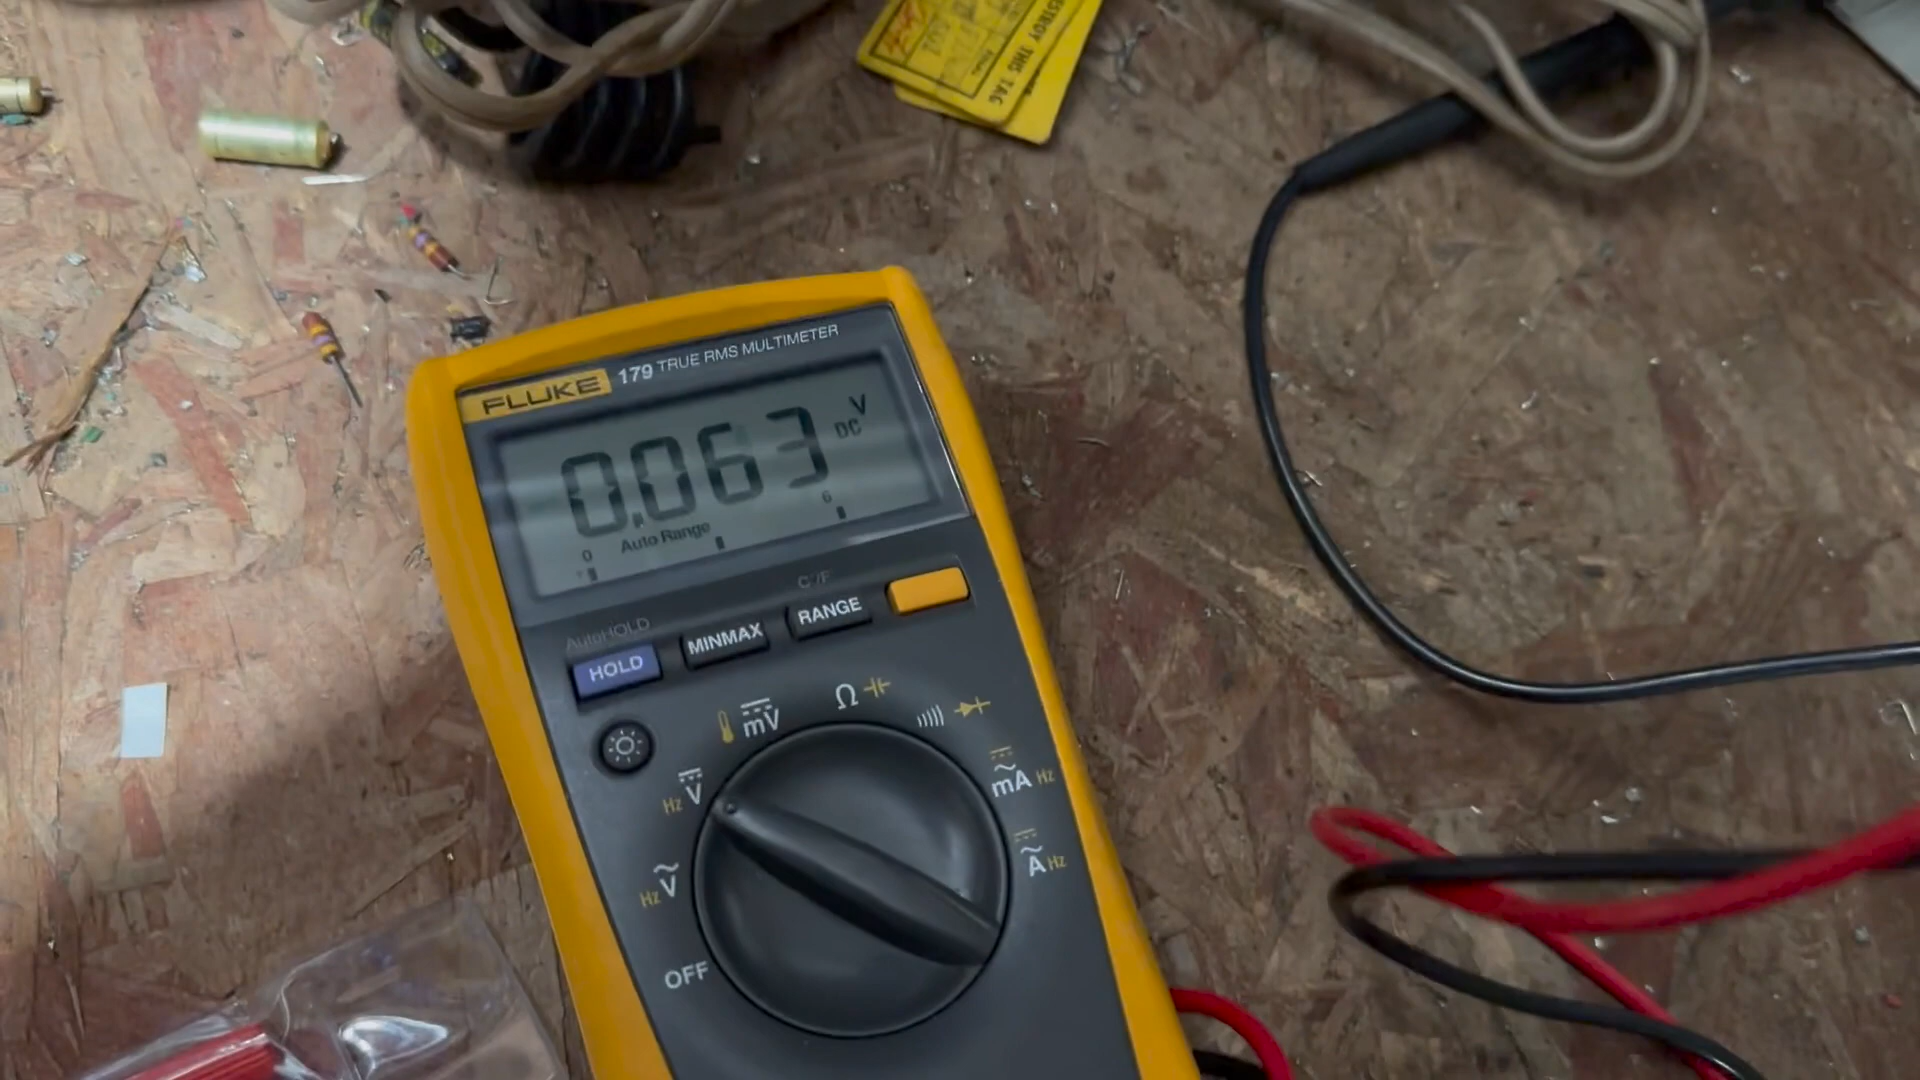 STROY THIS TAG
FLUKE 179 TRUE RMS MULTIMETER
0.063 V
DC
Auto Range
0 6
AutoHOLD
C°/F
HOLD MINMAX RANGE
mV Ω
Hz V
mA Hz
Hz V
A Hz
OFF